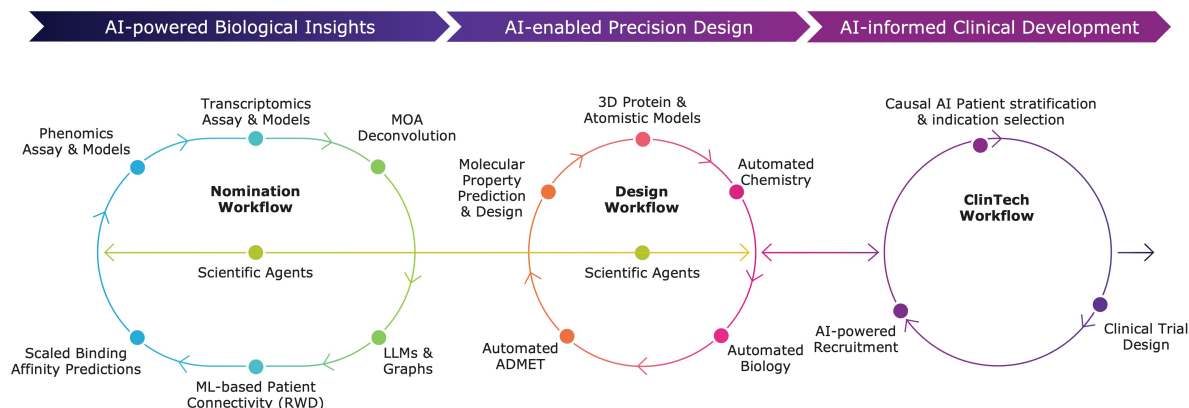 AI-powered Biological Insights
AI-enabled Precision Design
AI-informed Clinical Development
Transcriptomics
Assay & Models
MOA
Deconvolution
Phenomics
Assay & Models
Nomination
Workflow
Scientific Agents
Scaled Binding
Affinity Predictions
ML-based Patient
Connectivity (RWD)
LLMs &
Graphs
3D Protein &
Atomistic Models
Molecular
Property
Prediction
& Design
Automated
Chemistry
Design
Workflow
Scientific Agents
Automated
ADMET
Automated
Biology
Causal AI Patient stratification
& indication selection
ClinTech
Workflow
AI-powered
Recruitment
Clinical Trial
Design